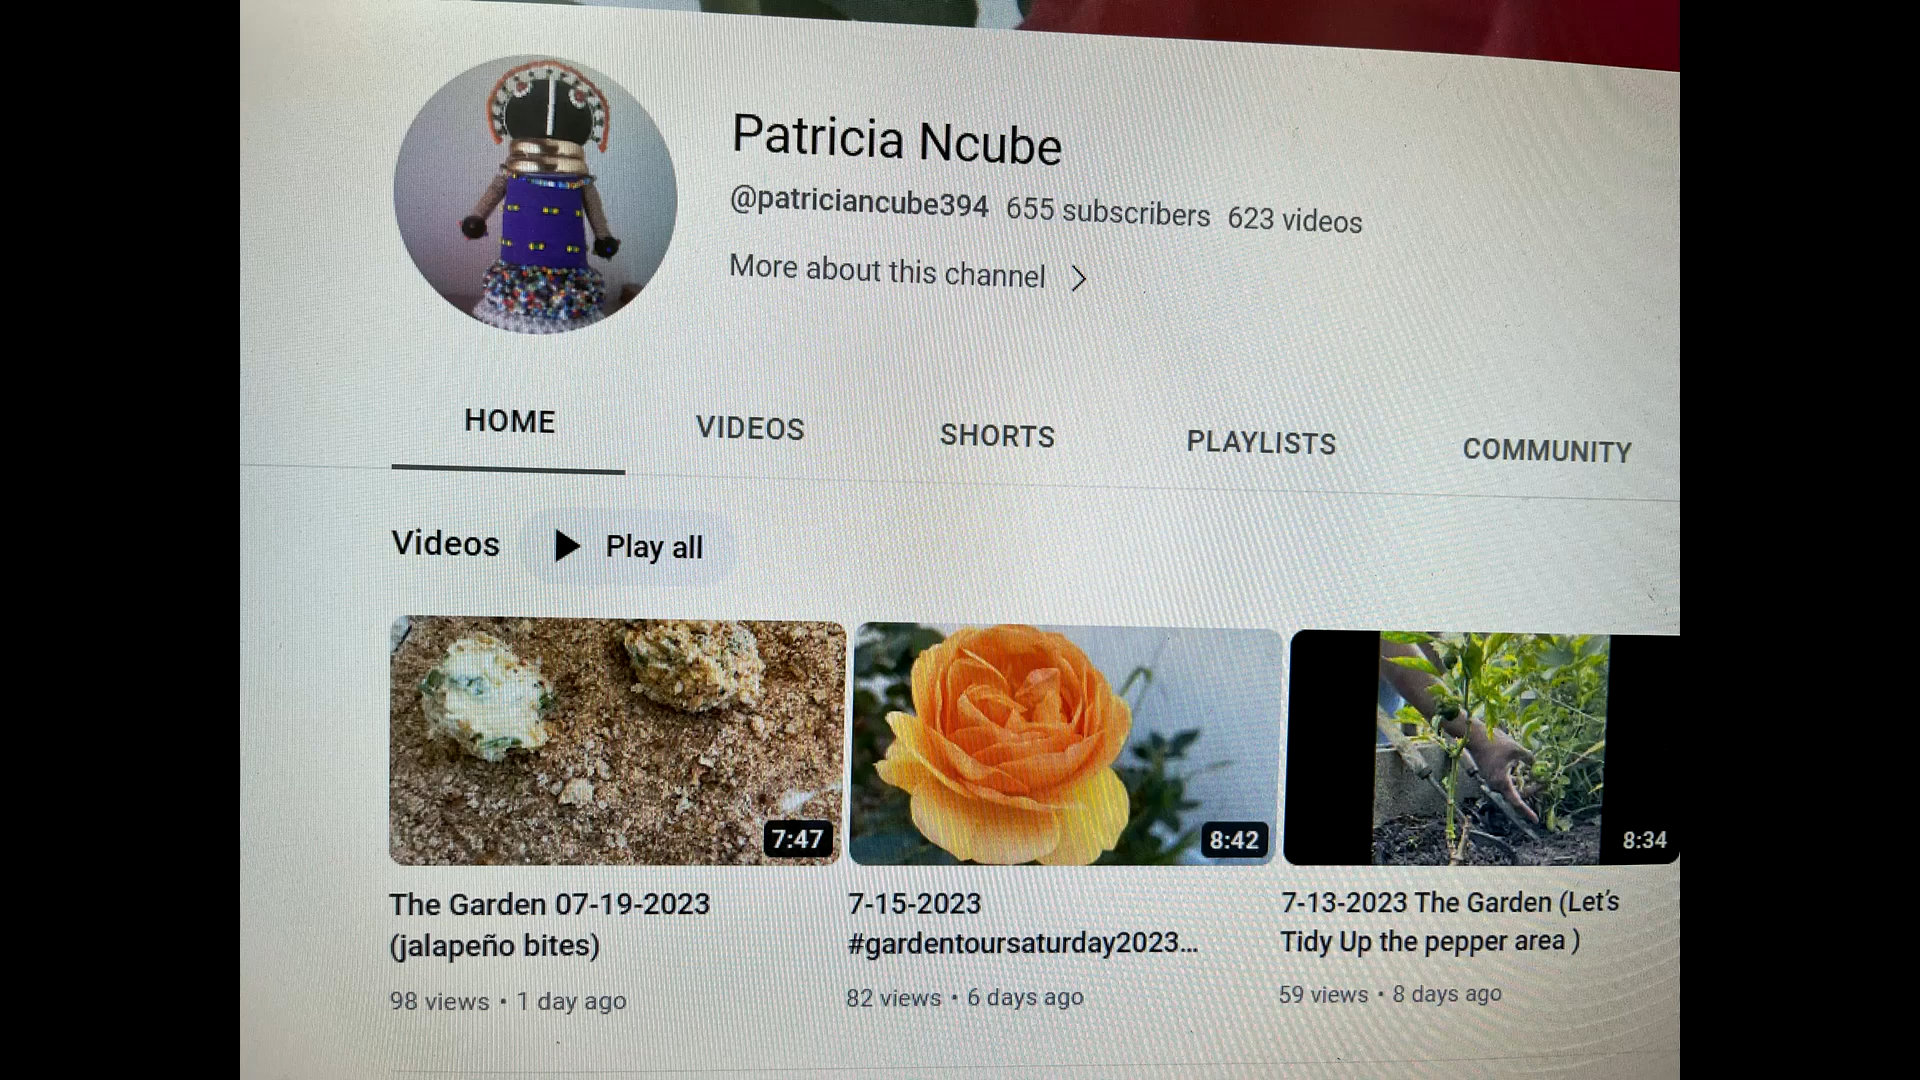 Patricia Ncube
@patriciancube394 655 subscribers 623 videos
More about this channel
HOME VIDEOS SHORTS PLAYLISTS COMMUNITY
Videos Play all
7:47 8:42 8:34
The Garden 07-19-2023
(jalapeño bites)
98 views • 1 day ago
7-15-2023
#gardentoursaturday2023...
82 views • 6 days ago
7-13-2023 The Garden (Let's
Tidy Up the pepper area )
59 views • 8 days ago